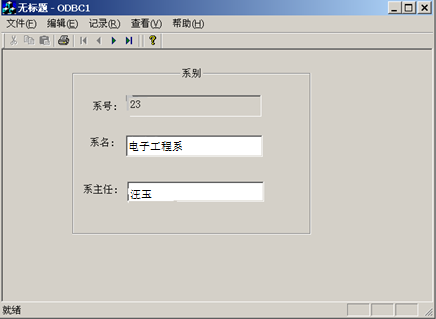 无标题 - ODBC1
文件(F) 编辑(E) 记录(R) 查看(V) 帮助(H)
系别
系号: 23
系名: 电子工程系
系主任: 汪玉
就绪